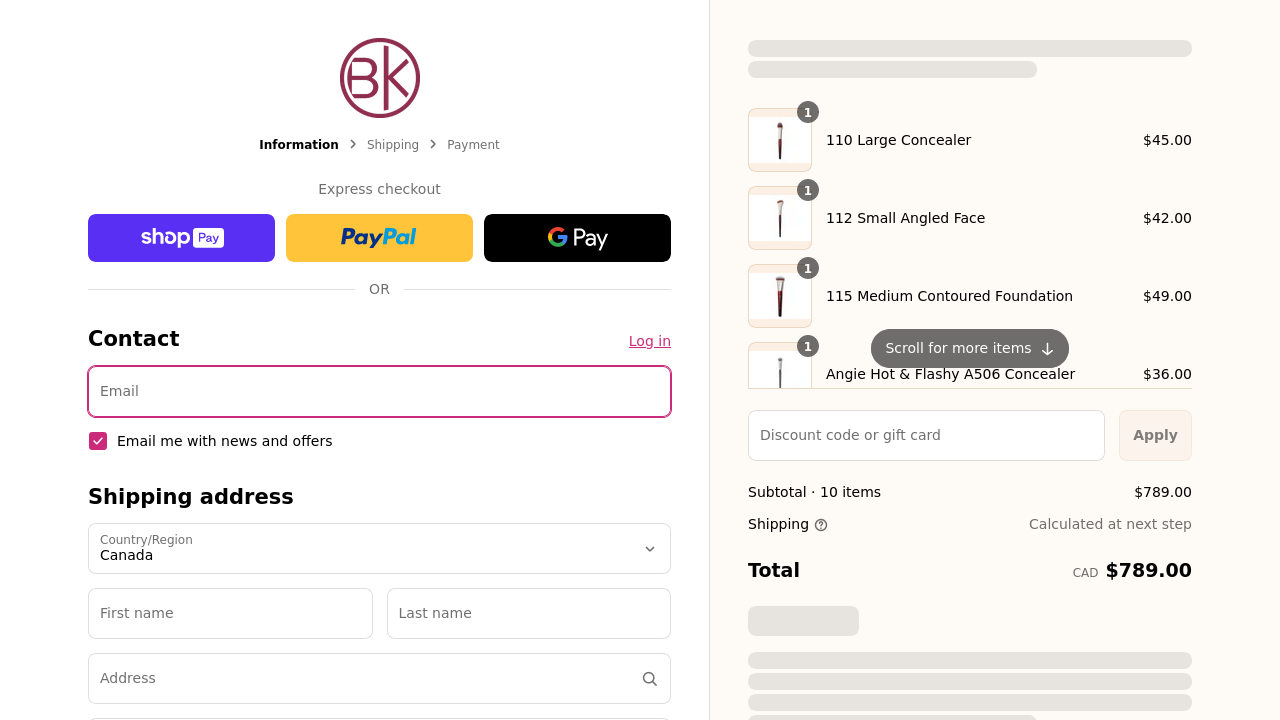 BK
Information
Shipping
Payment
Express checkout
shop Pay
PayPal
G Pay
OR
Contact
Log in
Email
Email me with news and offers
Shipping address
Country/Region
Canada
First name
Last name
Address
1
110 Large Concealer
$45.00
1
112 Small Angled Face
$42.00
1
115 Medium Contoured Foundation
$49.00
Scroll for more items
1
Angie Hot & Flashy A506 Concealer
$36.00
Discount code or gift card
Apply
Subtotal · 10 items
$789.00
Shipping
Calculated at next step
Total
CAD $789.00